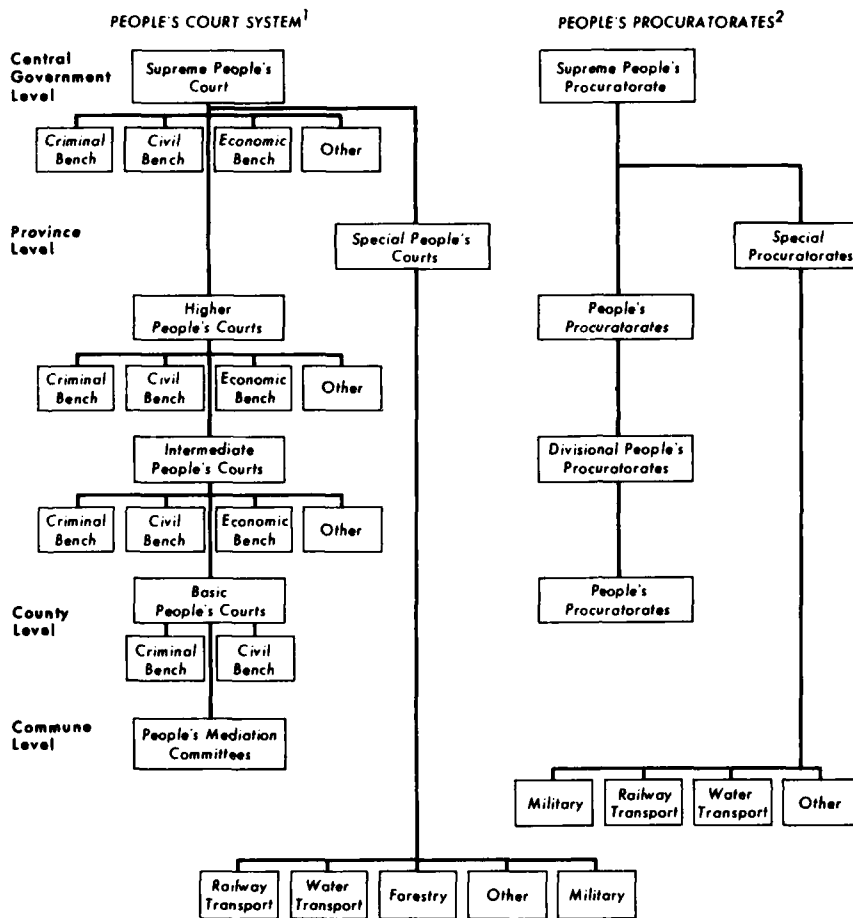 PEOPLE'S COURT SYSTEM1
PEOPLE'S PROCURATORATES2
Central
Government
Level
Supreme People's
Court
Supreme People's
Procuratorate
Criminal
Bench
Civil
Bench
Economic
Bench
Other
Province
Level
Special People's
Courts
Special
Procuratorates
Higher
People's Courts
People's
Procuratorates
Criminal
Bench
Civil
Bench
Economic
Bench
Other
Intermediate
People's Courts
Divisional People's
Procuratorates
Criminal
Bench
Civil
Bench
Economic
Bench
Other
County
Level
Basic
People's Courts
People's
Procuratorates
Criminal
Bench
Civil
Bench
Commune
Level
People's Mediation
Committees
Military
Railway
Transport
Water
Transport
Other
Railway
Transport
Water
Transport
Forestry
Other
Military